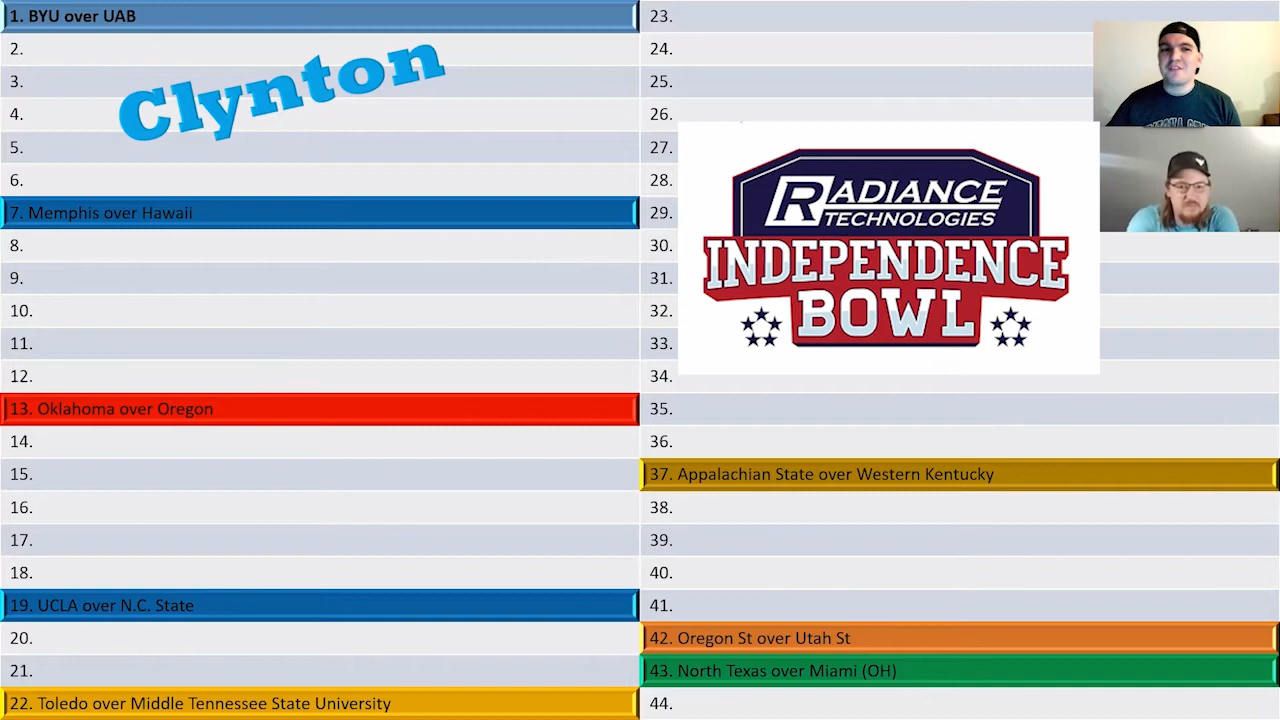 1. BYU over UAB
2.
3.
4.
5.
6.
7. Memphis over Hawaii
8.
9.
10.
11.
12.
13. Oklahoma over Oregon
14.
15.
16.
17.
18.
19. UCLA over N.C. State
20.
21.
22. Toledo over Middle Tennessee State University
Clynton
23.
24.
25.
26.
27.
28.
29.
30.
31.
32.
33.
34.
35.
36.
37. Appalachian State over Western Kentucky
38.
39.
40.
41.
42. Oregon St over Utah St
43. North Texas over Miami (OH)
44.
RADIANCE
TECHNOLOGIES
INDEPENDENCE
BOWL